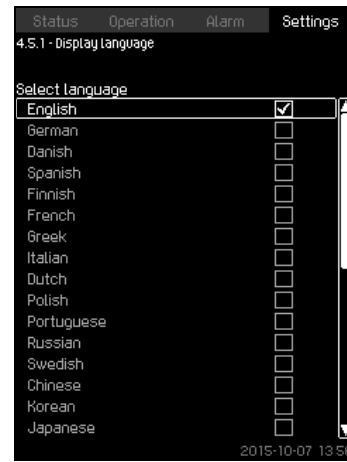 Status Operation Alarm Settings
4.5.1 - Display language
Select language
English
German
Danish
Spanish
Finnish
French
Greek
Italian
Dutch
Polish
Portuguese
Russian
Swedish
Chinese
Korean
Japanese
2015-10-07